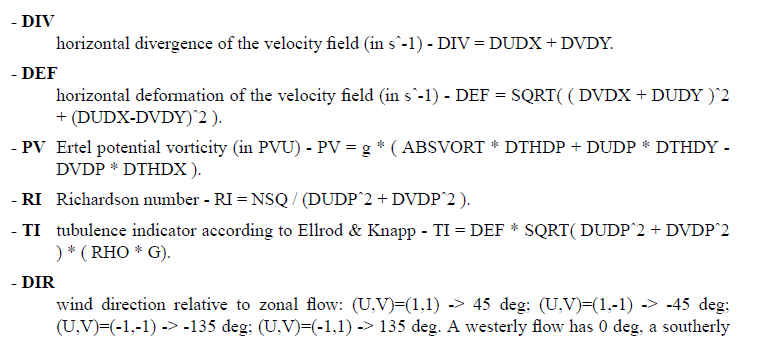 - DIV
horizontal divergence of the velocity field (in s^-1) - DIV = DUDX + DVDY.
- DEF
horizontal deformation of the velocity field (in s^-1) - DEF = SQRT( ( DVDX + DUDY )^2
+ (DUDX-DVDY)^2 ).
- PV Ertel potential vorticity (in PVU) - PV = g * ( ABSVORT * DTHDP + DUDP * DTHDY -
DVDP * DTHDX ).
- RI Richardson number - RI = NSQ / (DUDP^2 + DVDP^2 ).
- TI tubulence indicator according to Ellrod & Knapp - TI = DEF * SQRT( DUDP^2 + DVDP^2
) * ( RHO * G).
- DIR
wind direction relative to zonal flow: (U,V)=(1,1) -> 45 deg; (U,V)=(1,-1) -> -45 deg;
(U,V)=(-1,-1) -> -135 deg; (U,V)=(-1,1) -> 135 deg. A westerly flow has 0 deg, a southerly